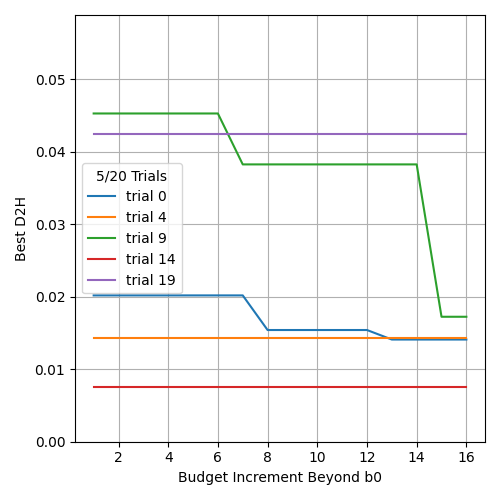 0.05
0.04
0.03
0.02
0.01
0.00
Best D2H
5/20 Trials
trial 0
trial 4
trial 9
trial 14
trial 19
2 4 6 8 10 12 14 16
Budget Increment Beyond b0